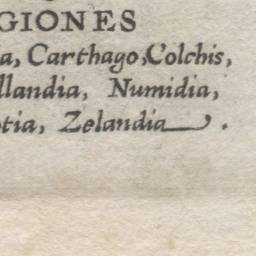 GIONES
a, Carthago, Colchis,
llandia, Numidia,
tia, Zelandia.